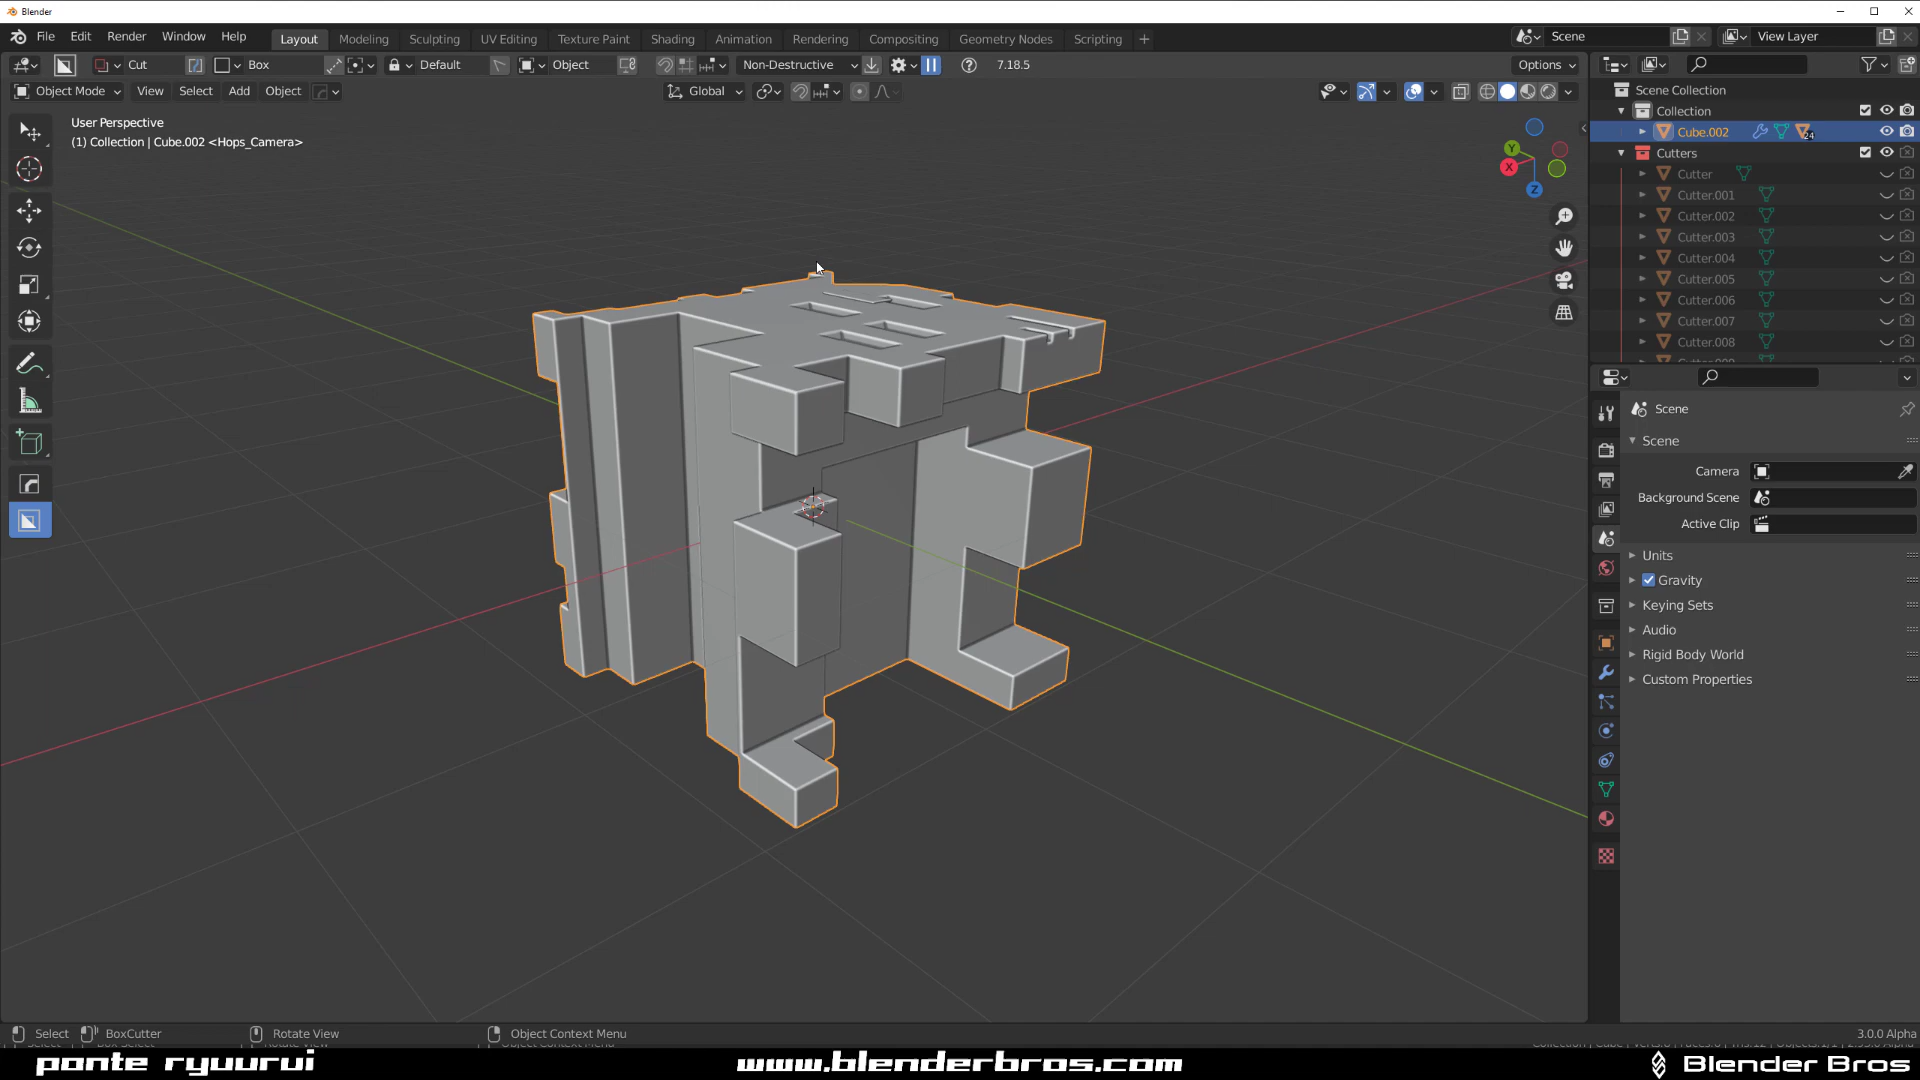 Blender
File Edit Render Window Help Layout Modeling Sculpting UV Editing Texture Paint Shading Animation Rendering Compositing Geometry Nodes Scripting + Scene View Layer
Cut Box Default Object Non-Destructive 7.18.5 Options
Object Mode View Select Add Object Global
User Perspective
(1) Collection | Cube.002 <Hops_Camera>
Y
X
Z
Scene Collection
Collection
Cube.002 24
Cutters
Cutter
Cutter.001
Cutter.002
Cutter.003
Cutter.004
Cutter.005
Cutter.006
Cutter.007
Cutter.008
Scene
Scene
Camera
Background Scene
Active Clip
Units
Gravity
Keying Sets
Audio
Rigid Body World
Custom Properties
Select BoxCutter Rotate View Object Context Menu 3.0.0 Alpha
ponte ryuurui www.blenderbros.com Blender Bros